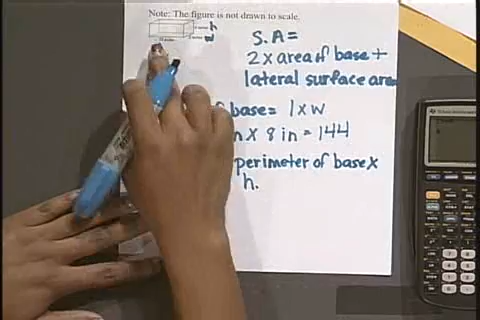 Note: The figure is not drawn to scale.
h
w
S.A=
2 x area of base +
lateral surface area
base = l x w
n x 8 in = 144
perimeter of base x
h.